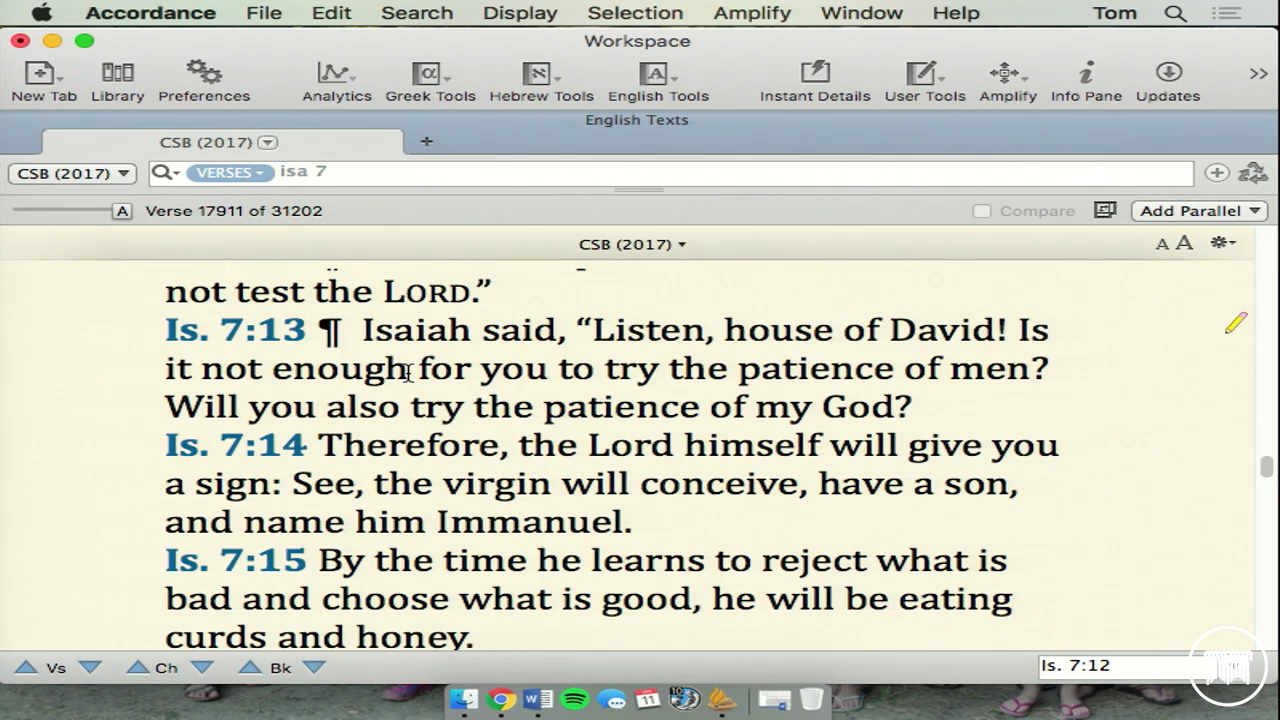 Accordance File Edit Search Display Selection Amplify Window Help Tom
Workspace
New Tab Library Preferences Analytics Greek Tools Hebrew Tools English Tools Instant Details User Tools Amplify Info Pane Updates
English Texts
CSB (2017)
CSB (2017) VERSES isa 7
A Verse 17911 of 31202 Compare Add Parallel
CSB (2017) A A
not test the LORD.”
Is. 7:13 ¶ Isaiah said, “Listen, house of David! Is
it not enough for you to try the patience of men?
Will you also try the patience of my God?
Is. 7:14 Therefore, the Lord himself will give you
a sign: See, the virgin will conceive, have a son,
and name him Immanuel.
Is. 7:15 By the time he learns to reject what is
bad and choose what is good, he will be eating
curds and honey.
Vs Ch Bk Is. 7:12
W 11 10